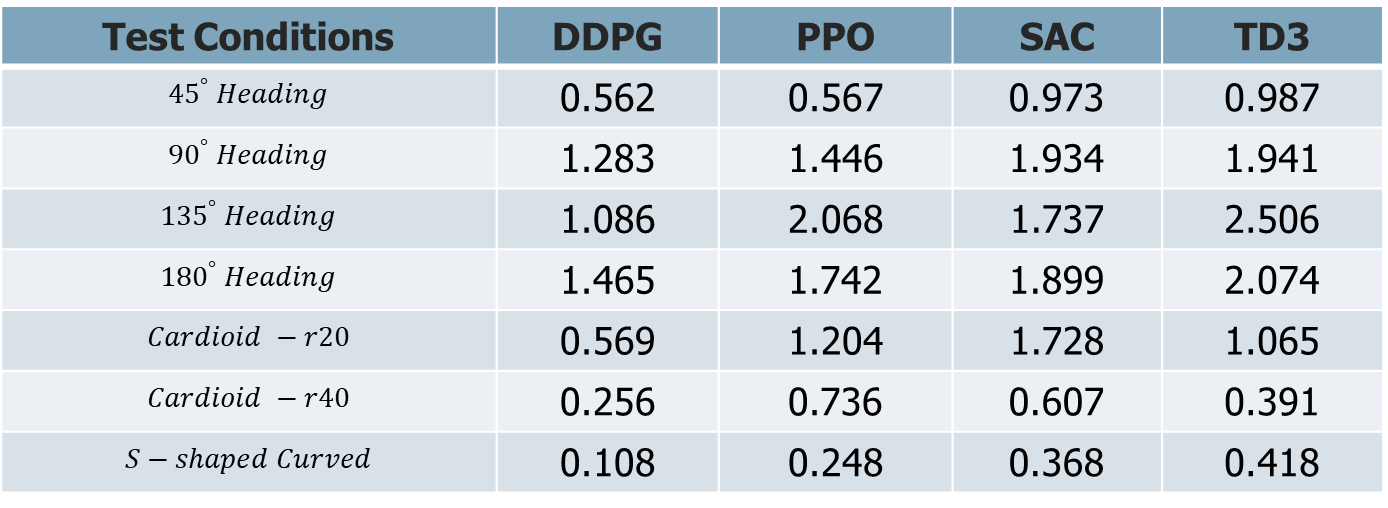 Test Conditions DDPG PPO SAC TD3
45° Heading 0.562 0.567 0.973 0.987
90° Heading 1.283 1.446 1.934 1.941
135° Heading 1.086 2.068 1.737 2.506
180° Heading 1.465 1.742 1.899 2.074
Cardioid − r20 0.569 1.204 1.728 1.065
Cardioid − r40 0.256 0.736 0.607 0.391
S − shaped Curved 0.108 0.248 0.368 0.418